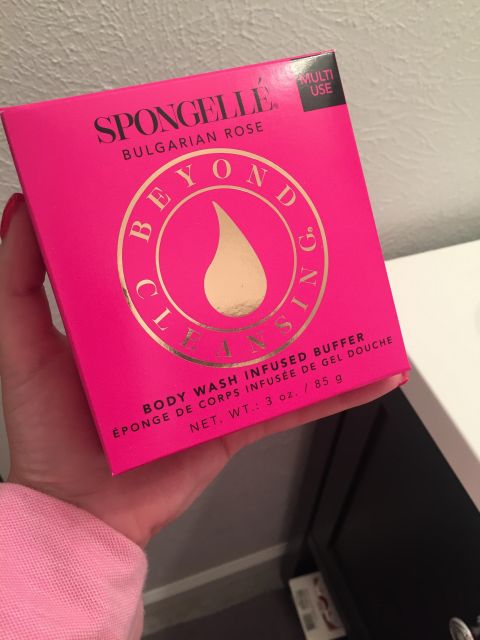 SPONGELLÉ®
BULGARIAN ROSE
MULTI
USE
BEYOND
CLEANSING®
BODY WASH INFUSED BUFFER
ÉPONGE DE CORPS INFUSÉE DE GEL DOUCHE
NET. WT.: 3 oz. / 85 g